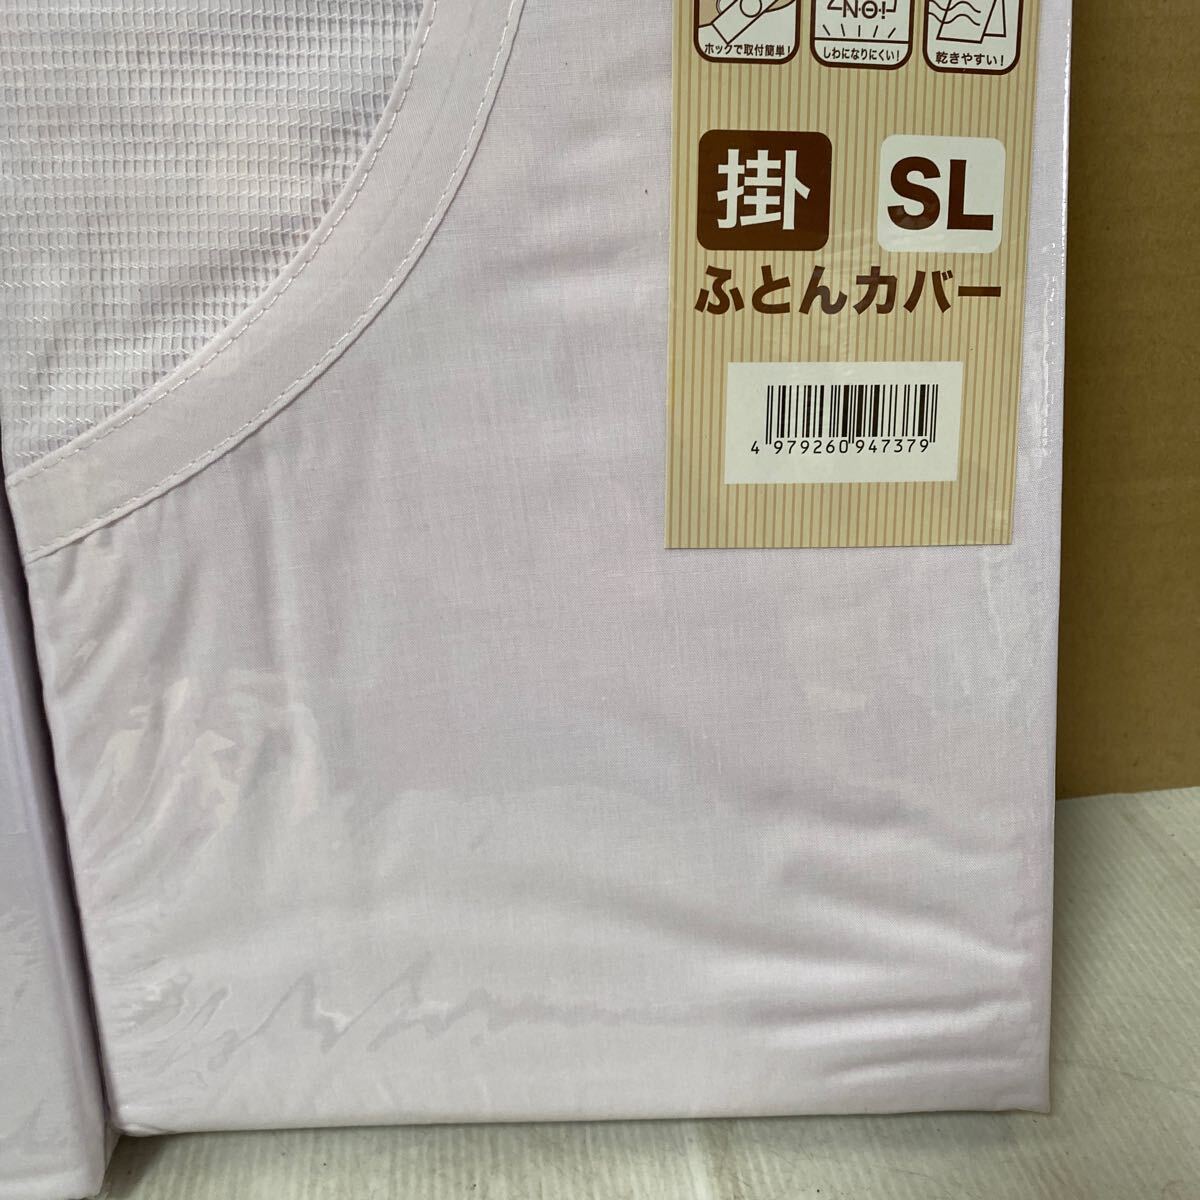 N·O!
ホックで取付簡単！
しわになりにくい！
乾きやすい！
掛 SL
ふとんカバー
4 979260 947379